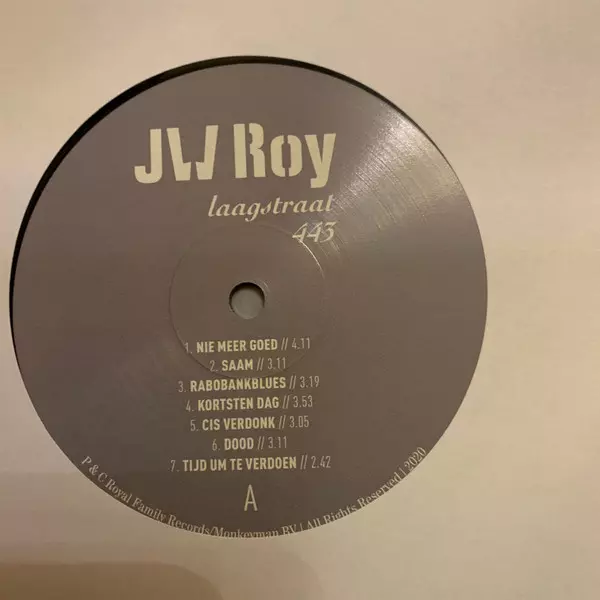 JW Roy
laagstraat
443
1. NIE MEER GOED // 4.11
2. SAAM // 3.11
3. RABOBANKBLUES // 3.19
4. KORTSTEN DAG // 3.53
5. CIS VERDONK // 3.05
6. DOOD // 3.11
7. TIJD UM TE VERDOEN // 2.42
A
P & C Royal Family Records/Monkeyman BV | All Rights Reserved | 2020